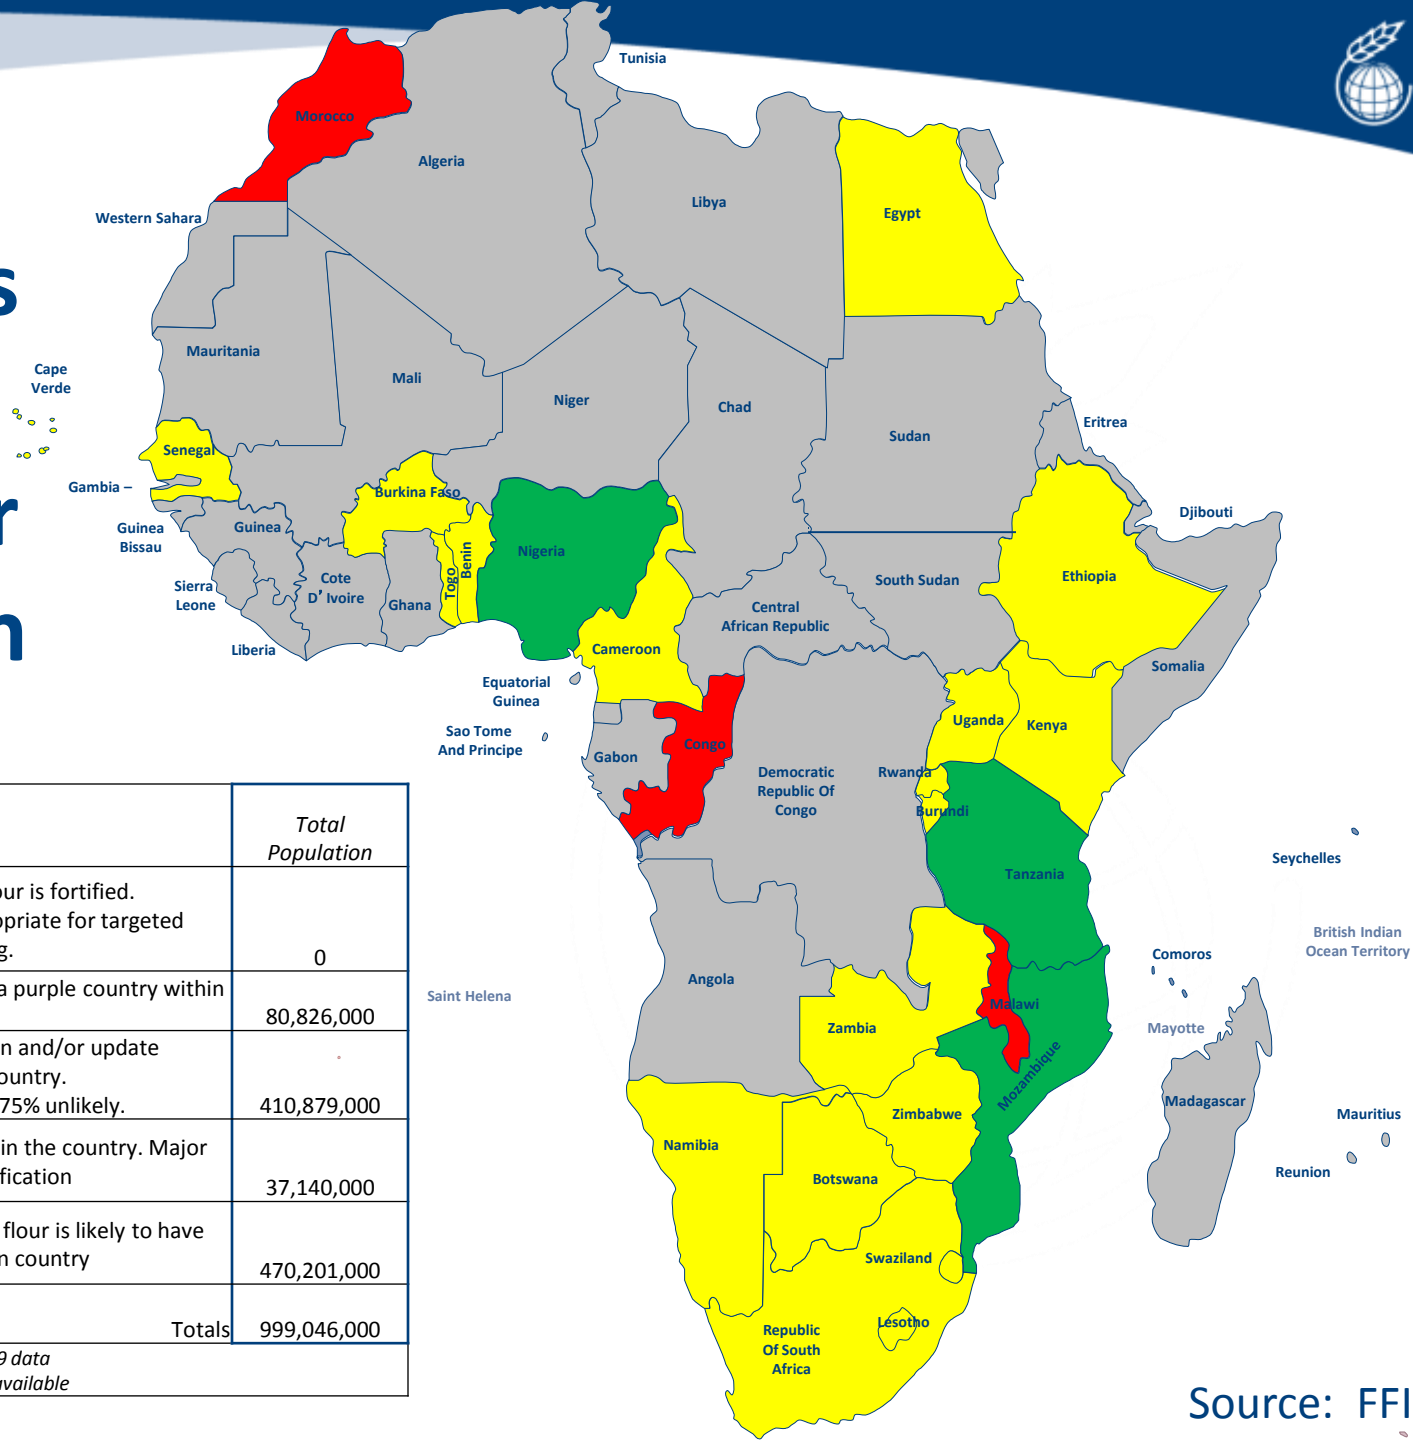 s
r
n
Tunisia
Morocco
Algeria
Western Sahara
Libya
Egypt
Mauritania
Cape
Verde
Mali
Niger
Chad
Sudan
Eritrea
Senegal
Gambia –
Burkina Faso
Guinea
Bissau
Guinea
Nigeria
Djibouti
Sierra
Leone
Cote
D' Ivoire
Ghana
Togo
Benin
South Sudan
Ethiopia
Central
African Republic
Liberia
Cameroon
Somalia
Equatorial
Guinea
Uganda
Kenya
Sao Tome
And Principe
Gabon
Congo
Democratic
Republic Of
Congo
Rwanda
Burundi
Tanzania
Seychelles
British Indian
Ocean Territory
Comoros
Angola
Saint Helena
Malawi
Zambia
Mayotte
Mozambique
Madagascar
Zimbabwe
Mauritius
Namibia
Botswana
Reunion
Swaziland
Lesotho
Republic
Of South
Africa
Total
Population
our is fortified.
opriate for targeted
g.
0
a purple country within
80,826,000
n and/or update
ountry.
75% unlikely.
410,879,000
in the country. Major
fication
37,140,000
flour is likely to have
n country
470,201,000
Totals
999,046,000
9 data
available
Source: FFI